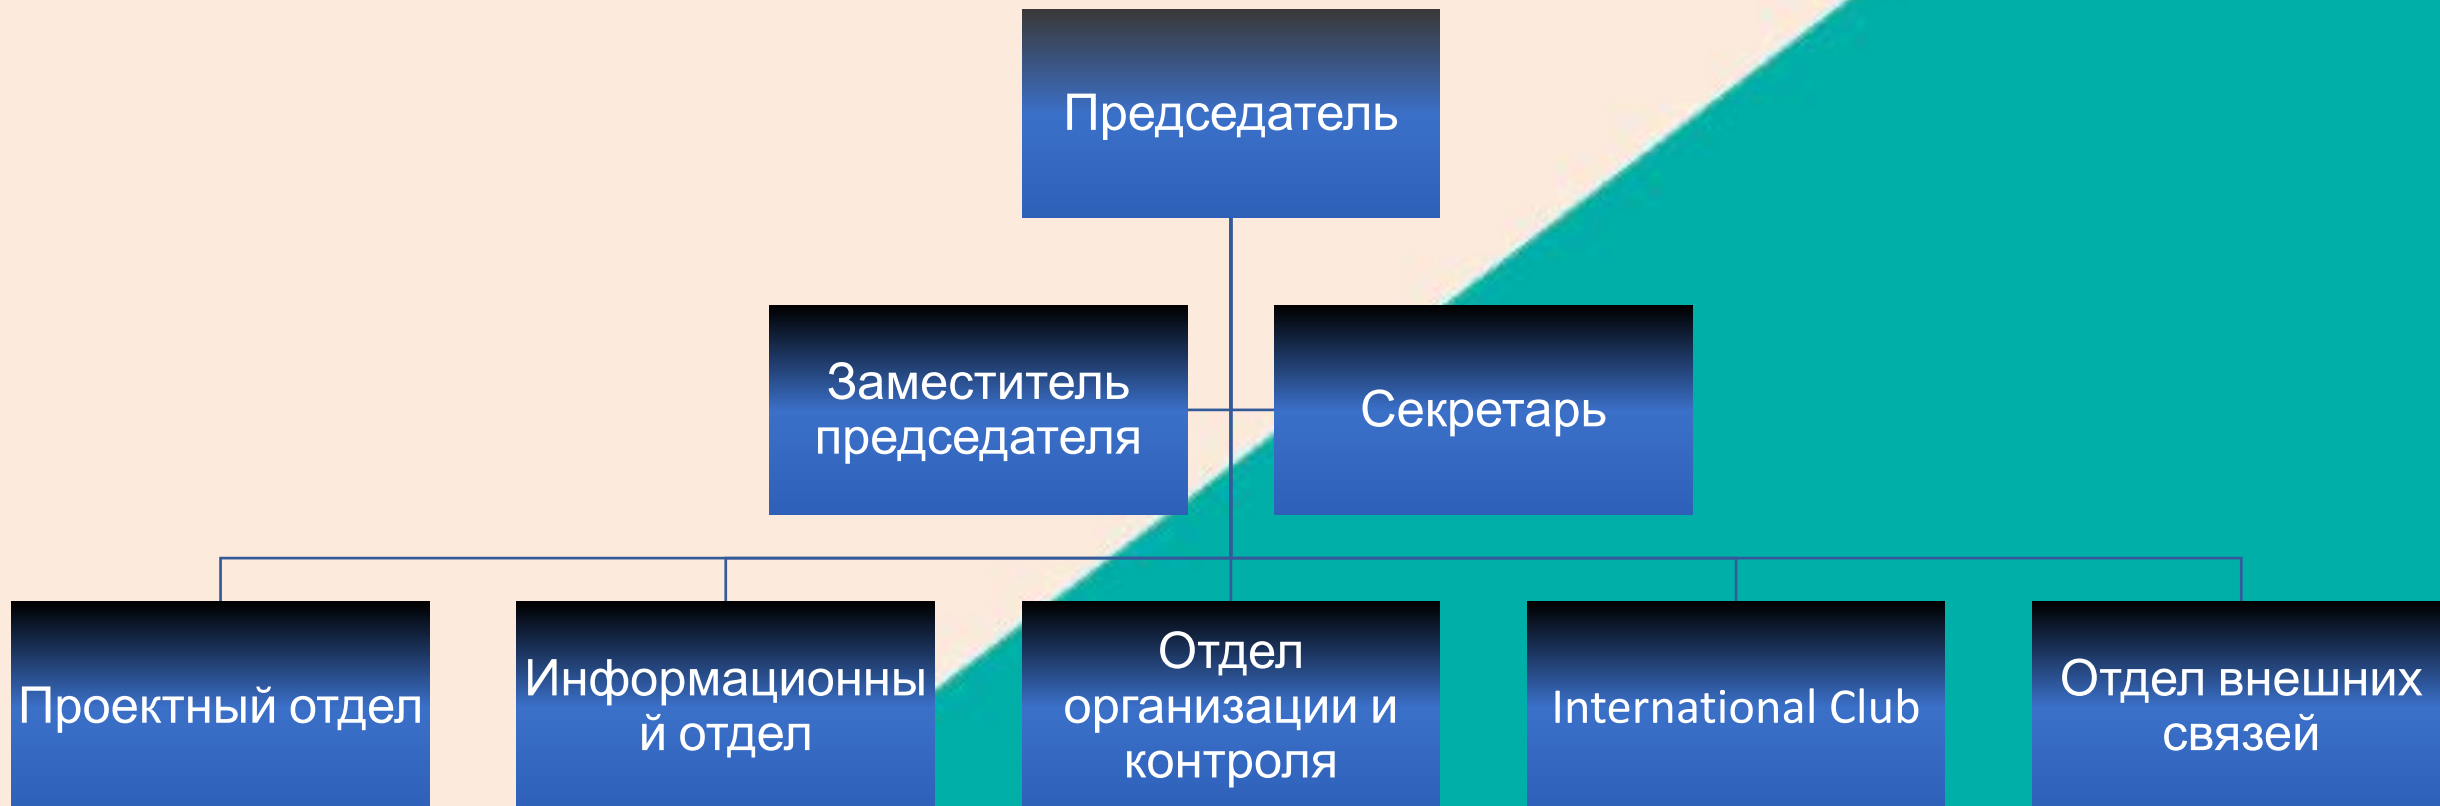 Председатель
Заместитель
председателя
Секретарь
Проектный отдел
Информационны
й отдел
Отдел
организации и
контроля
International Club
Отдел внешних
связей